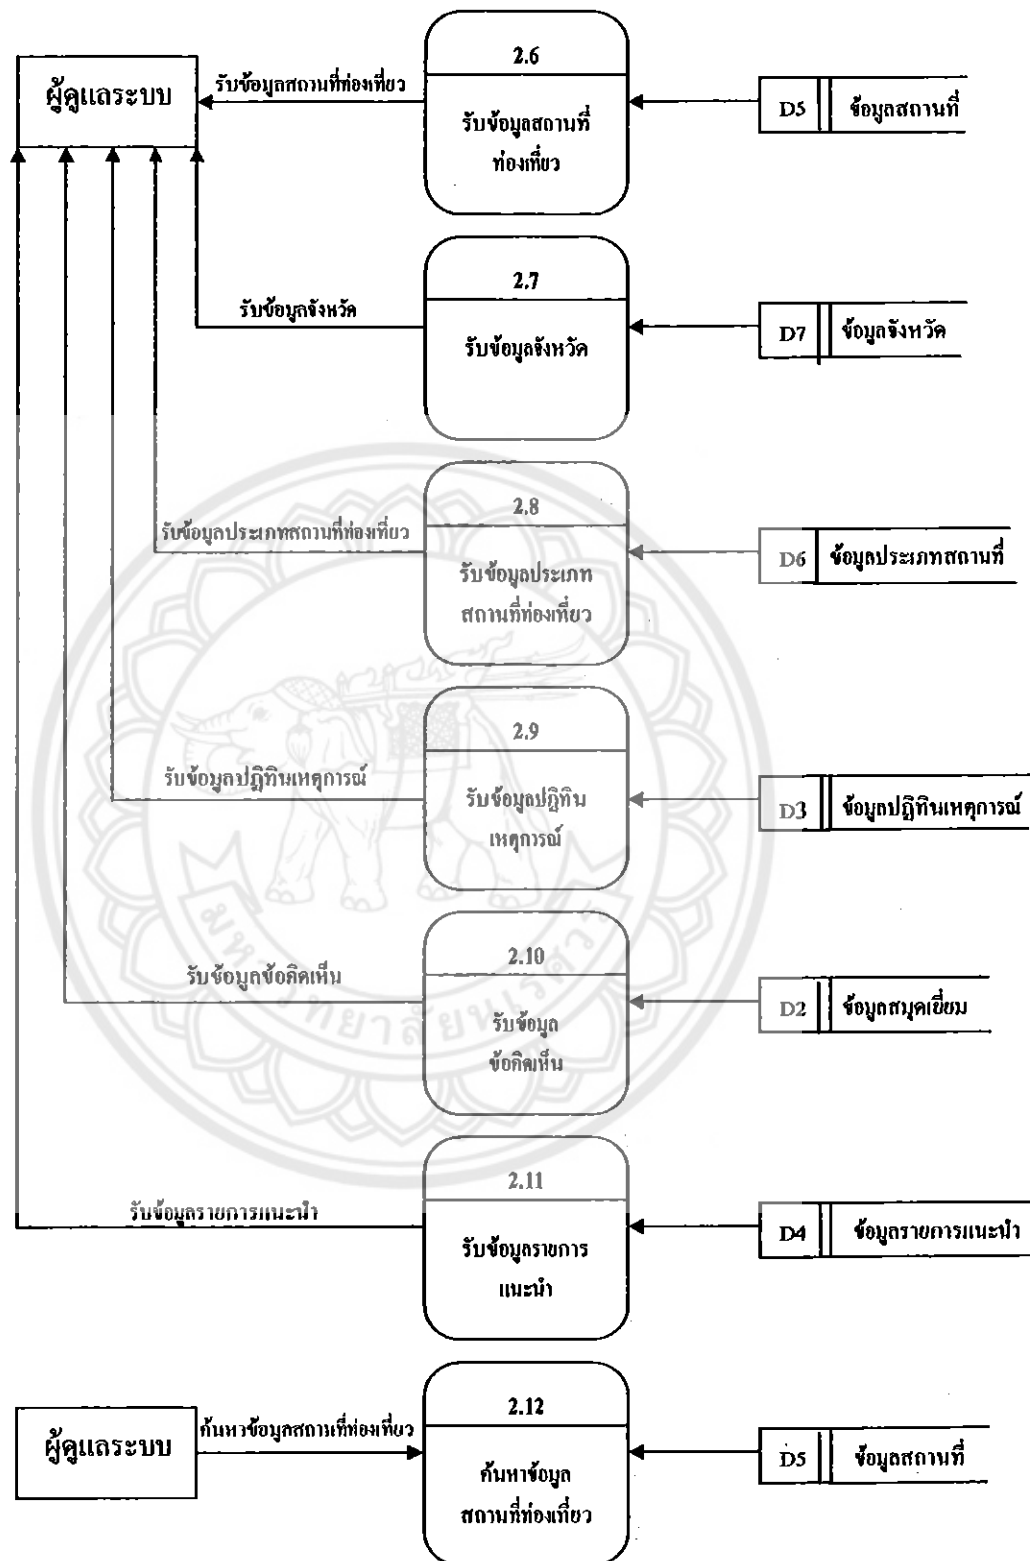 2.6
ผู้ดูแลระบบ
รับข้อมูลสถานที่ท่องเที่ยว
รับข้อมูลสถานที่
ท่องเที่ยว
D5
ข้อมูลสถานที่
2.7
รับข้อมูลจังหวัด
รับข้อมูลจังหวัด
D7
ข้อมูลจังหวัด
2.8
รับข้อมูลประเภทสถานที่ท่องเที่ยว
รับข้อมูลประเภท
สถานที่ท่องเที่ยว
D6
ข้อมูลประเภทสถานที่
2.9
รับข้อมูลปฏิทินเหตุการณ์
รับข้อมูลปฏิทิน
เหตุการณ์
D3
ข้อมูลปฏิทินเหตุการณ์
2.10
รับข้อมูลข้อคิดเห็น
รับข้อมูล
ข้อคิดเห็น
D2
ข้อมูลสมุดเยี่ยม
มหาวิทยาลัยนเรศวร
2.11
รับข้อมูลรายการแนะนำ
รับข้อมูลรายการ
แนะนำ
D4
ข้อมูลรายการแนะนำ
2.12
ผู้ดูแลระบบ
ค้นหาข้อมูลสถานที่ท่องเที่ยว
ค้นหาข้อมูล
สถานที่ท่องเที่ยว
D5
ข้อมูลสถานที่